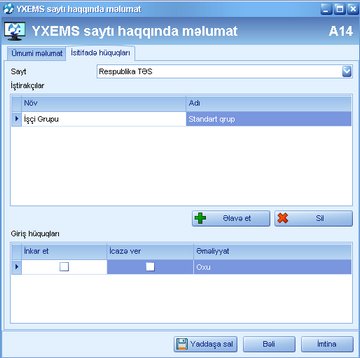 YXEMS saytı haqqında məlumat
YXEMS saytı haqqında məlumat A14
Ümumi məlumat İsitifadə hüquqları
Sayt Respublika TƏS
İştirakçılar
Növ Adı
İşçi Grupu Standart qrup
Əlavə et Sil
Giriş hüquqları
İnkar et İcazə ver Əməliyyat
Oxu
Yaddaşa sal Bəli İmtina